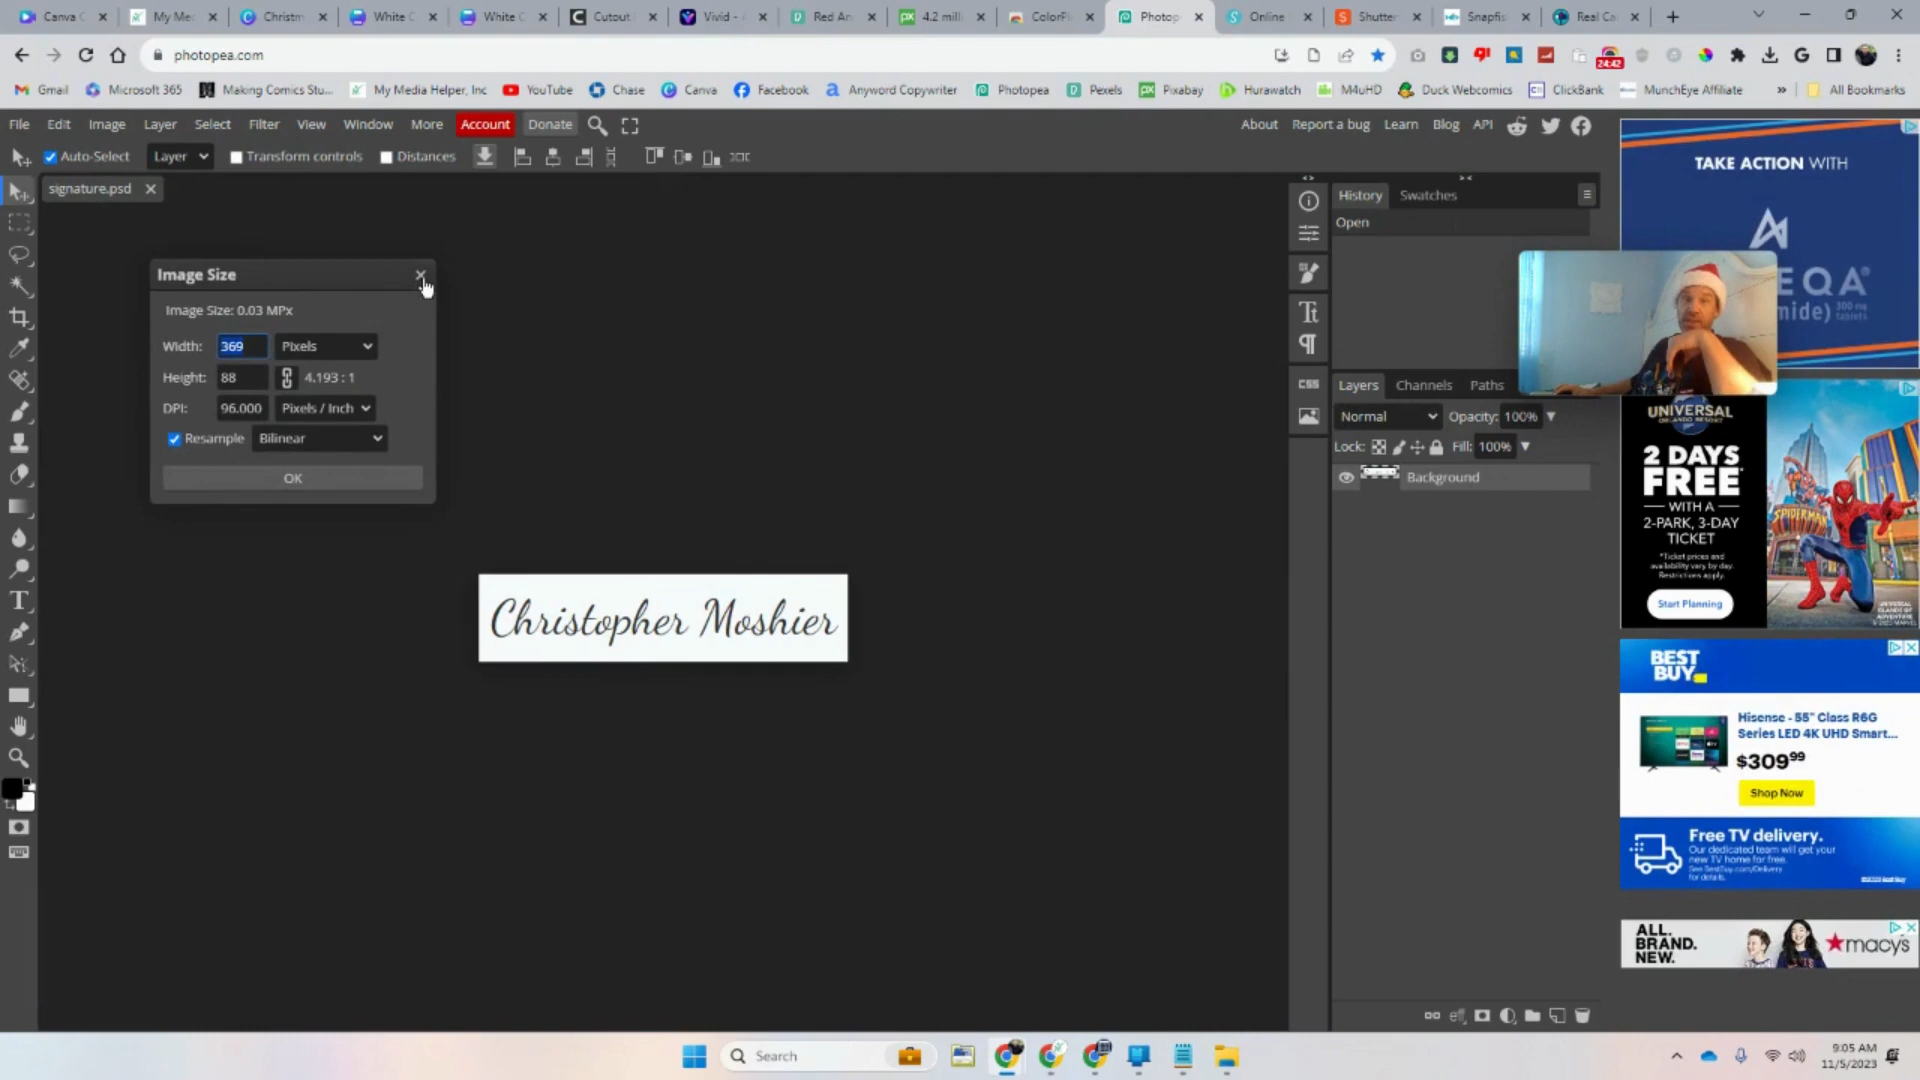 Canva C
My Me
Christm
White C
White C
Cutout
Vivid -
Red An
4.2 mill
ColorPi
Photop
Online
Shutter
Snapfis
Real Ca
photopea.com
24:42
Gmail
Microsoft 365
Making Comics Stu...
My Media Helper, Inc
YouTube
Chase
Canva
Facebook
Anyword Copywriter
Photopea
Pexels
Pixabay
Hurawatch
M4uHD
Duck Webcomics
ClickBank
MunchEye Affiliate
All Bookmarks
File Edit Image Layer Select Filter View Window More Account Donate
About Report a bug Learn Blog API
Auto-Select Layer Transform controls Distances
signature.psd
Image Size
Image Size: 0.03 MPx
Width: 369 Pixels
Height: 88 4.193 : 1
DPI: 96.000 Pixels / Inch
Resample Bilinear
OK
Christopher Moshier
History Swatches
Open
CSS
Layers Channels Paths
Normal Opacity: 100%
Lock: Fill: 100%
Background
TAKE ACTION WITH
EQA®
mide) 300 mg tablets
UNIVERSAL
ORLANDO RESORT
2 DAYS
FREE
WITH A
2-PARK, 3-DAY
TICKET
*Ticket prices and
availability vary by day.
Restrictions apply.
Start Planning
BEST
BUY
Hisense - 55" Class R6G
Series LED 4K UHD Smart...
$309.99
Shop Now
Free TV delivery.
Our dedicated team will get your
new TV home for free.
See BestBuy.com/Delivery
for details.
ALL.
BRAND.
NEW.
macys
Search
9:05 AM
11/5/2023